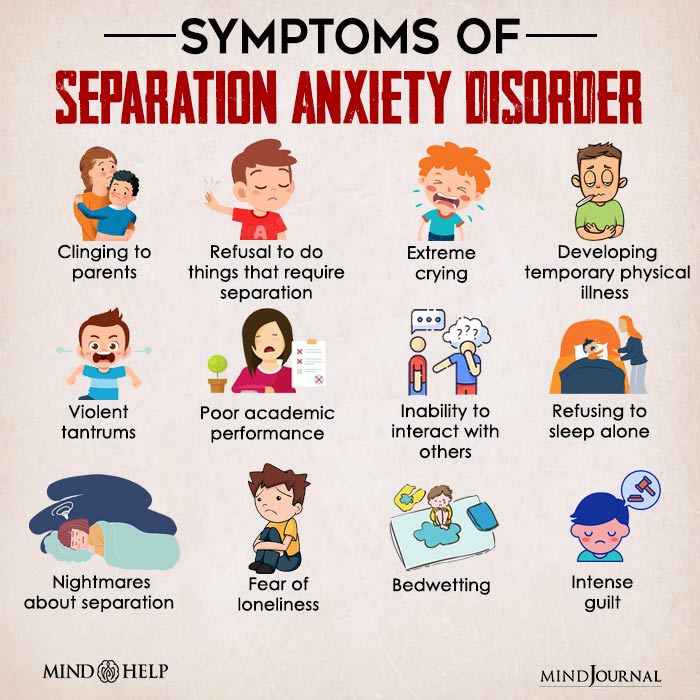 SYMPTOMS OF
SEPARATION ANXIETY DISORDER
Clinging to
parents
Refusal to do
things that require
separation
Extreme
crying
Developing
temporary physical
illness
Violent
tantrums
Poor academic
performance
Inability to
interact with
others
Refusing to
sleep alone
Nightmares
about separation
Fear of
loneliness
Bedwetting
Intense
guilt
MIND HELP
MINDJOURNAL